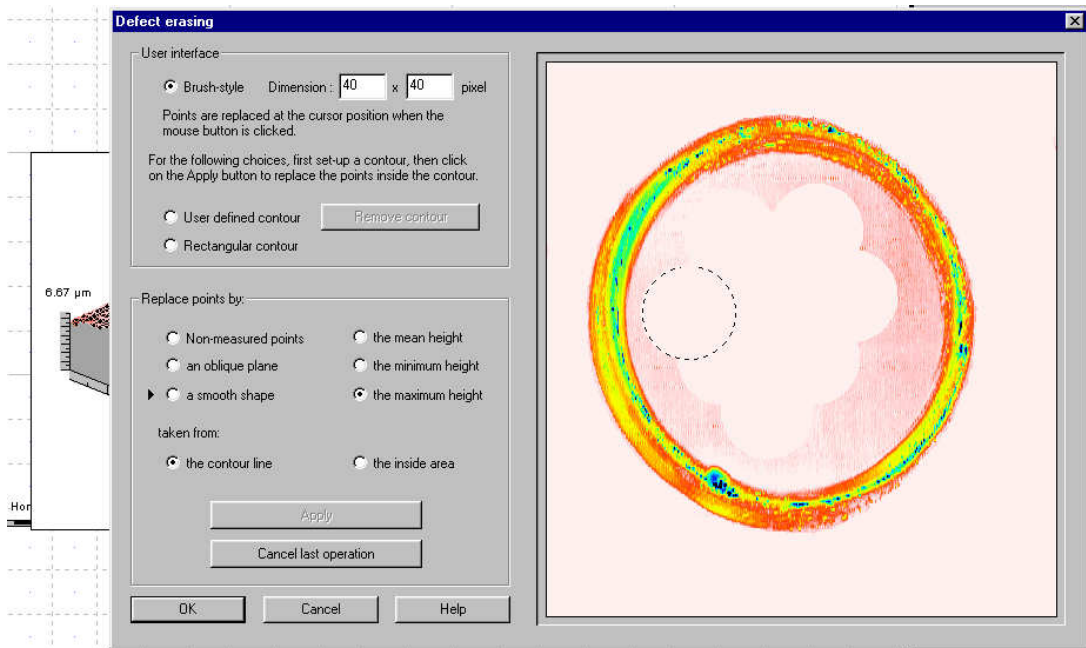 Defect erasing
User interface
Brush-style Dimension : 40 x 40 pixel
Points are replaced at the cursor position when the
mouse button is clicked.
For the following choices, first set-up a contour, then click
on the Apply button to replace the points inside the contour.
User defined contour Remove contour
Rectangular contour
6.67 µm
Replace points by:
Non-measured points the mean height
an oblique plane the minimum height
a smooth shape the maximum height
taken from:
the contour line the inside area
Apply
Hor
Cancel last operation
OK Cancel Help